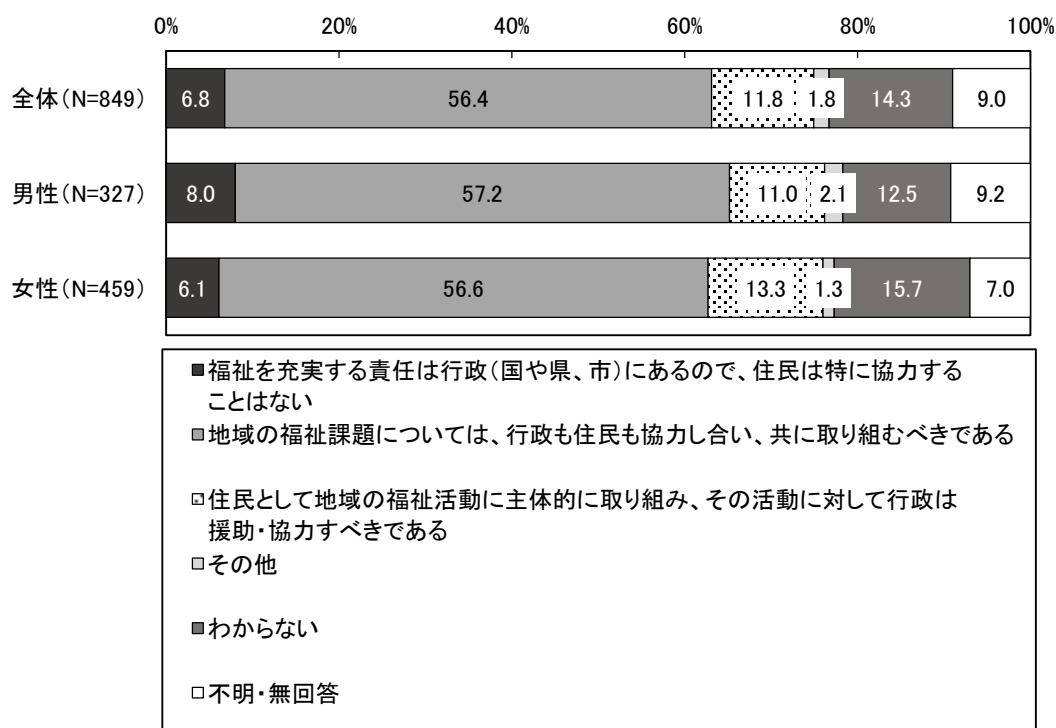 0% 20% 40% 60% 80% 100%
全体(N=849) 6.8 56.4 11.8 1.8 14.3 9.0
男性(N=327) 8.0 57.2 11.0 2.1 12.5 9.2
女性(N=459) 6.1 56.6 13.3 1.3 15.7 7.0
福祉を充実する責任は行政(国や県、市)にあるので、住民は特に協力する
ことはない
地域の福祉課題については、行政も住民も協力し合い、共に取り組むべきである
住民として地域の福祉活動に主体的に取り組み、その活動に対して行政は
援助・協力すべきである
その他
わからない
不明・無回答